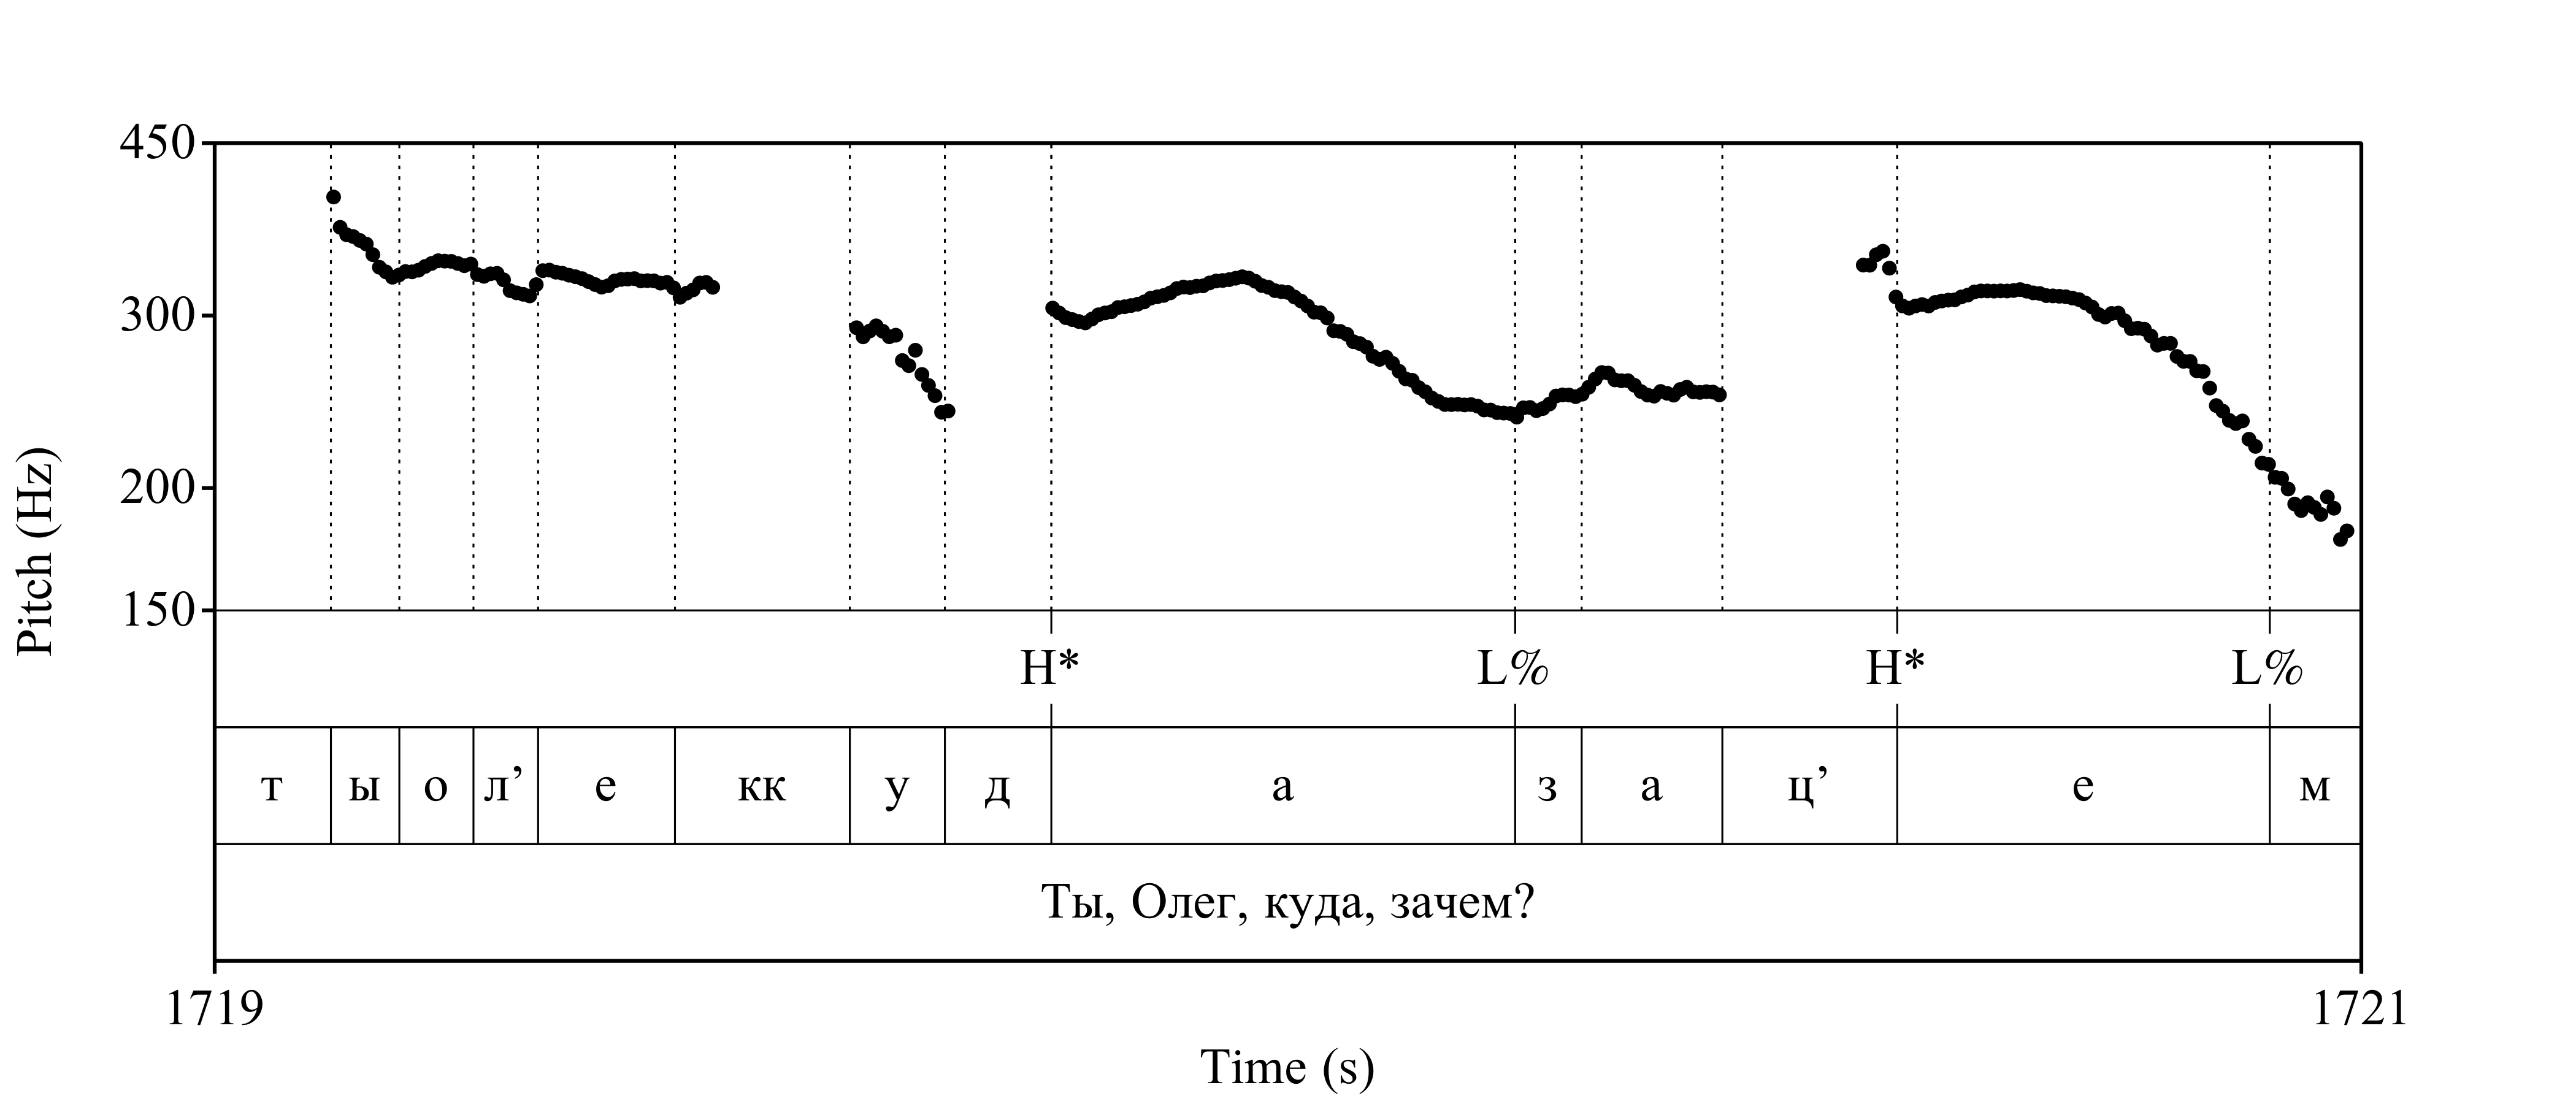 450
300
200
150
Pitch (Hz)
H* L% H* L%
т ы о л’ е кк у д а з а ц’ е м
Ты, Олег, куда, зачем?
1719 1721
Time (s)